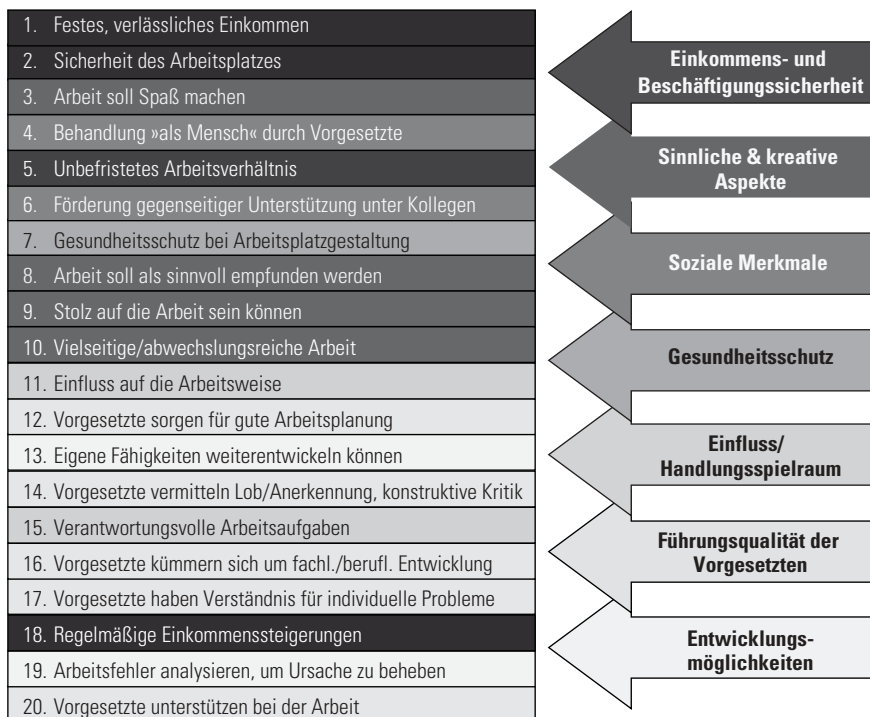 1. Festes, verlässliches Einkommen
2. Sicherheit des Arbeitsplatzes
3. Arbeit soll Spaß machen
4. Behandlung »als Mensch« durch Vorgesetzte
5. Unbefristetes Arbeitsverhältnis
6. Förderung gegenseitiger Unterstützung unter Kollegen
7. Gesundheitsschutz bei Arbeitsplatzgestaltung
8. Arbeit soll als sinnvoll empfunden werden
9. Stolz auf die Arbeit sein können
10. Vielseitige/abwechslungsreiche Arbeit
11. Einfluss auf die Arbeitsweise
12. Vorgesetzte sorgen für gute Arbeitsplanung
13. Eigene Fähigkeiten weiterentwickeln können
14. Vorgesetzte vermitteln Lob/Anerkennung, konstruktive Kritik
15. Verantwortungsvolle Arbeitsaufgaben
16. Vorgesetzte kümmern sich um fachl./berufl. Entwicklung
17. Vorgesetzte haben Verständnis für individuelle Probleme
18. Regelmäßige Einkommenssteigerungen
19. Arbeitsfehler analysieren, um Ursache zu beheben
20. Vorgesetzte unterstützen bei der Arbeit
Einkommens- und
Beschäftigungssicherheit
Sinnliche & kreative
Aspekte
Soziale Merkmale
Gesundheitsschutz
Einfluss/
Handlungsspielraum
Führungsqualität der
Vorgesetzten
Entwicklungs-
möglichkeiten